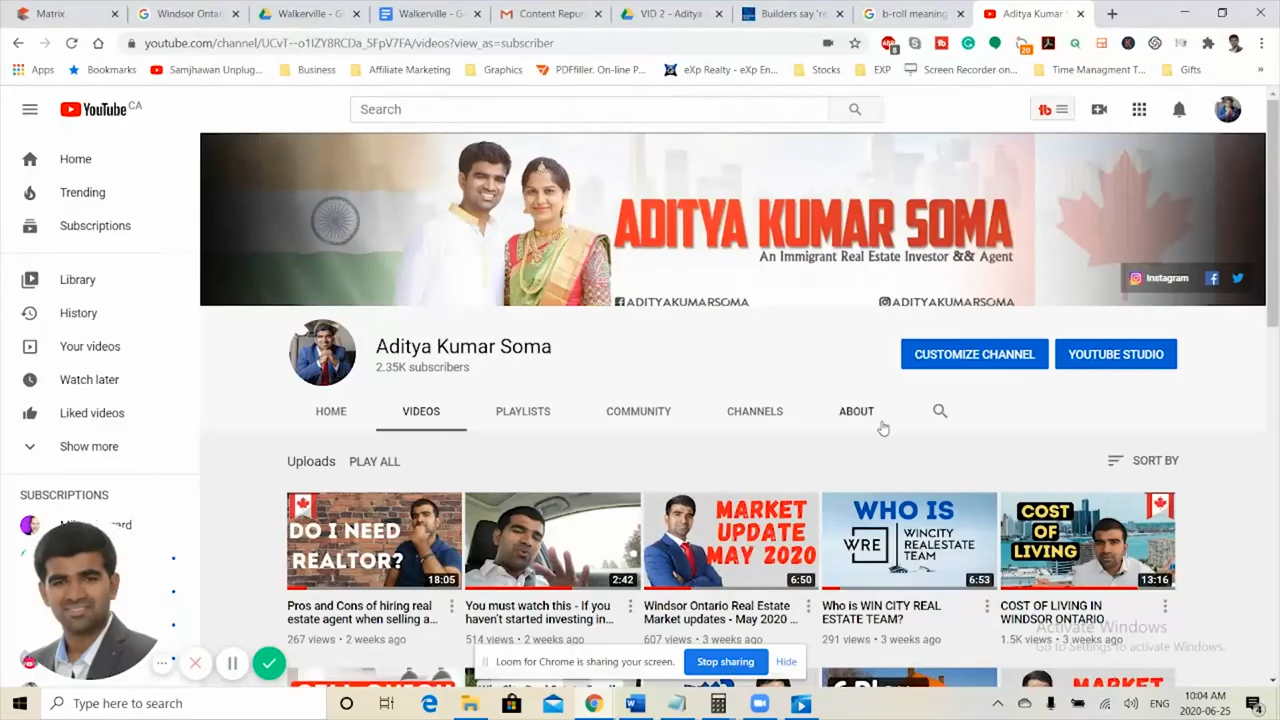 Matrix
Windsor Ontar
Walkerville - G
Walkerville - G
Content Repur
VID 2 - Aditya
Builders say 're
b-roll meaning
Aditya Kumar
youtube.com/channel/UCVT--o1IZY8RCFb_5FpV7FA/videos?view_as=subscriber
Apps
Bookmarks
Samjhawan Unplug...
Business
Affiliate Marketing
Graphics
PDFfiller. On-line P...
eXp Realty - eXp En...
Stocks
EXP
Screen Recorder on...
Time Managment T...
Gifts
»
YouTube CA
Search
tb
Home
Trending
Subscriptions
Library
History
Your videos
Watch later
Liked videos
Show more
SUBSCRIPTIONS
ADITYA KUMAR SOMA
An Immigrant Real Estate Investor && Agent
ADITYAKUMARSOMA
ADITYAKUMARSOMA
Instagram
Aditya Kumar Soma
2.35K subscribers
CUSTOMIZE CHANNEL
YOUTUBE STUDIO
HOME
VIDEOS
PLAYLISTS
COMMUNITY
CHANNELS
ABOUT
Uploads
PLAY ALL
SORT BY
DO I NEED
REALTOR?
18:05
2:42
MARKET
UPDATE
MAY 2020
6:50
WHO IS
WRE
WINCITY
REALESTATE
TEAM
6:53
COST
OF
LIVING
13:16
Pros and Cons of hiring real
estate agent when selling a...
267 views • 2 weeks ago
You must watch this - If you
haven't started investing in...
514 views • 2 weeks ago
Windsor Ontario Real Estate
Market updates - May 2020 ...
607 views • 3 weeks ago
Who is WIN CITY REAL
ESTATE TEAM?
291 views • 3 weeks ago
COST OF LIVING IN
WINDSOR ONTARIO
1.5K views • 3 weeks ago
Activate Windows
Go to Settings to activate Windows.
Loom for Chrome is sharing your screen.
Stop sharing
Hide
Type here to search
ENG
10:04 AM
2020-06-25
4